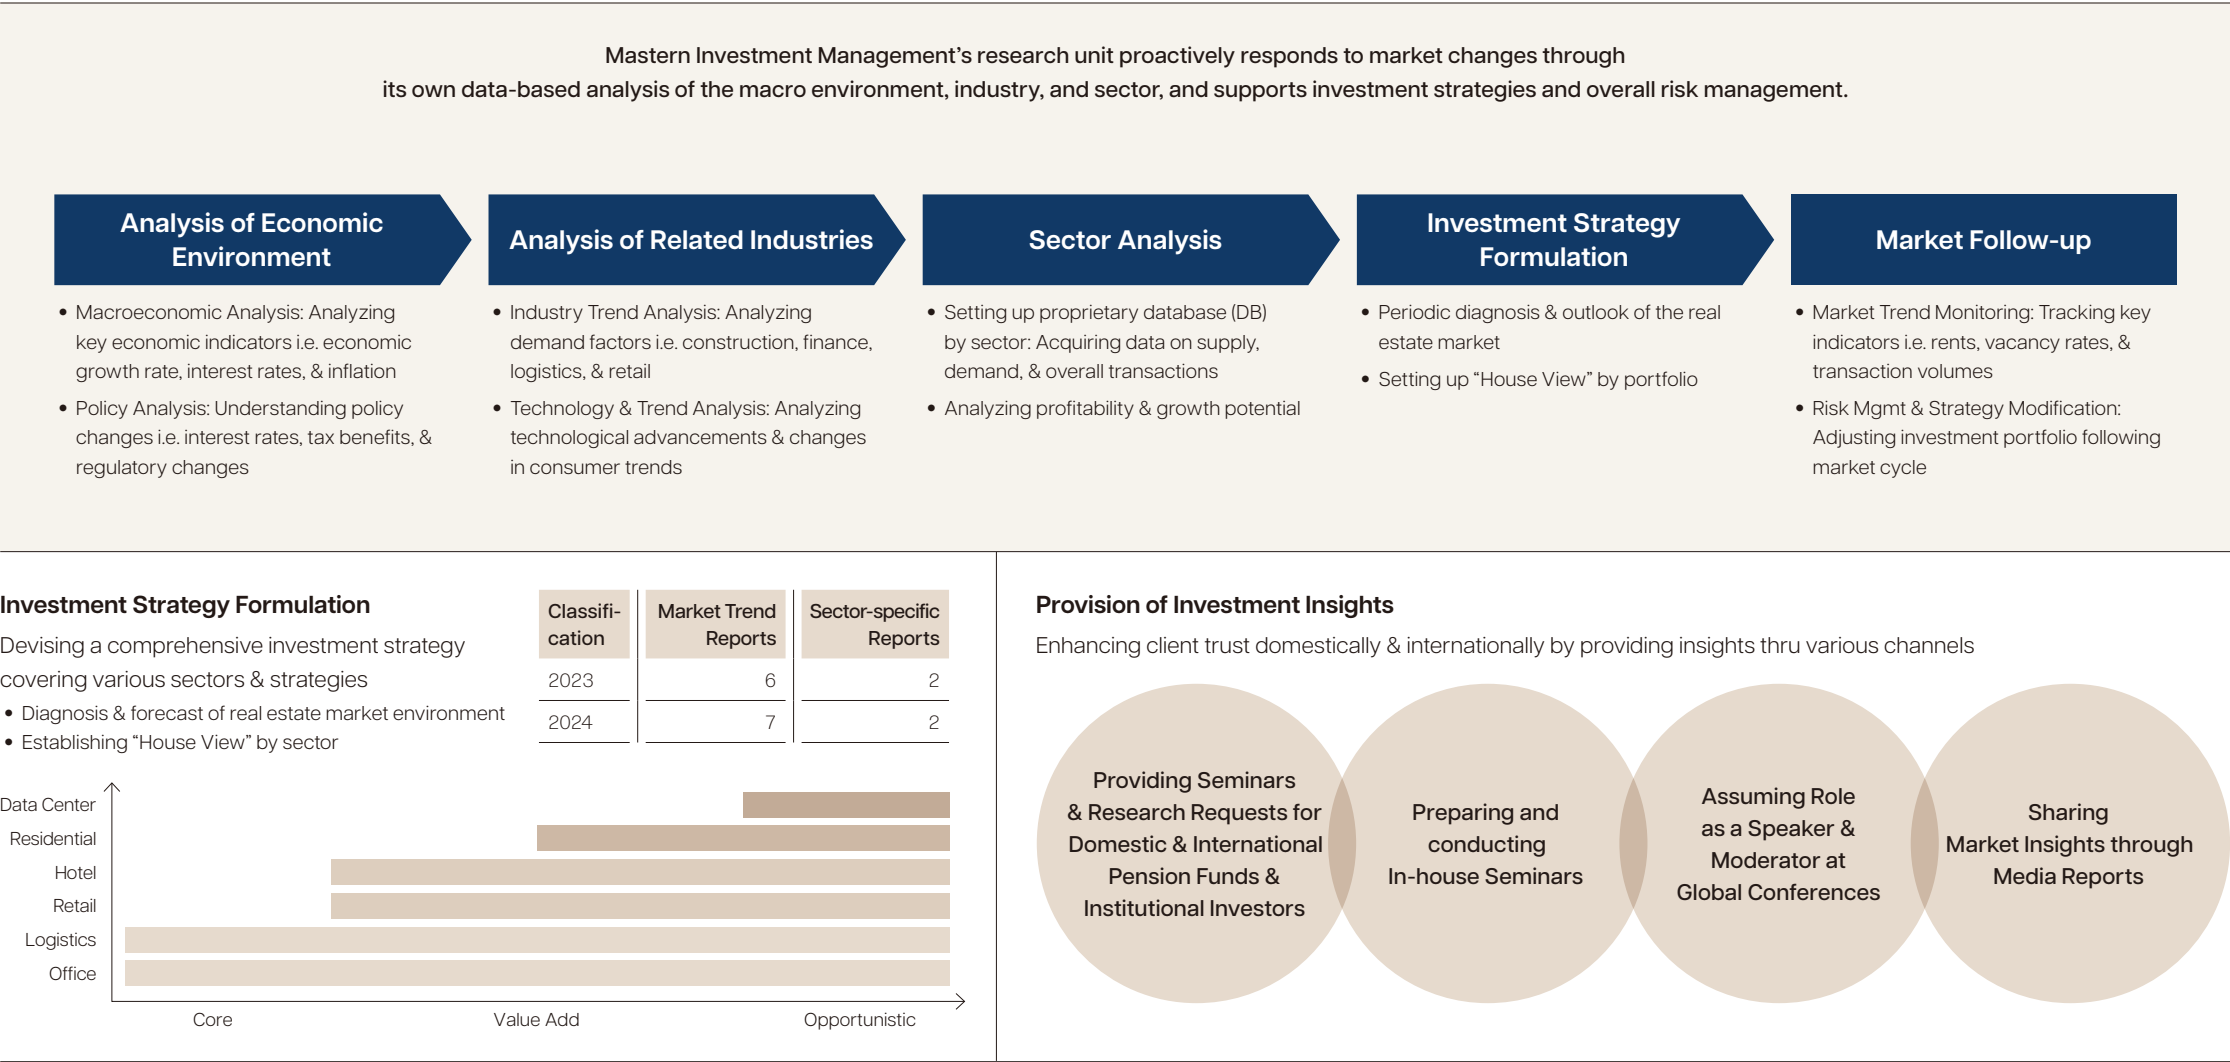 Mastern Investment Management’s research unit proactively responds to market changes through
its own data-based analysis of the macro environment, industry, and sector, and supports investment strategies and overall risk management.
Analysis of Economic
Environment
• Macroeconomic Analysis: Analyzing
key economic indicators i.e. economic
growth rate, interest rates, & inflation
• Policy Analysis: Understanding policy
changes i.e. interest rates, tax benefits, &
regulatory changes
Analysis of Related Industries
• Industry Trend Analysis: Analyzing
demand factors i.e. construction, finance,
logistics, & retail
• Technology & Trend Analysis: Analyzing
technological advancements & changes
in consumer trends
Sector Analysis
• Setting up proprietary database (DB)
by sector: Acquiring data on supply,
demand, & overall transactions
• Analyzing profitability & growth potential
Investment Strategy
Formulation
• Periodic diagnosis & outlook of the real
estate market
• Setting up “House View” by portfolio
Market Follow-up
• Market Trend Monitoring: Tracking key
indicators i.e. rents, vacancy rates, &
transaction volumes
• Risk Mgmt & Strategy Modification:
Adjusting investment portfolio following
market cycle
Investment Strategy Formulation
Devising a comprehensive investment strategy
covering various sectors & strategies
• Diagnosis & forecast of real estate market environment
• Establishing “House View” by sector
Classifi-
cation
Market Trend
Reports
Sector-specific
Reports
2023 6 2
2024 7 2
Data Center
Residential
Hotel
Retail
Logistics
Office
Core Value Add Opportunistic
Provision of Investment Insights
Enhancing client trust domestically & internationally by providing insights thru various channels
Providing Seminars
& Research Requests for
Domestic & International
Pension Funds &
Institutional Investors
Preparing and
conducting
In-house Seminars
Assuming Role
as a Speaker &
Moderator at
Global Conferences
Sharing
Market Insights through
Media Reports